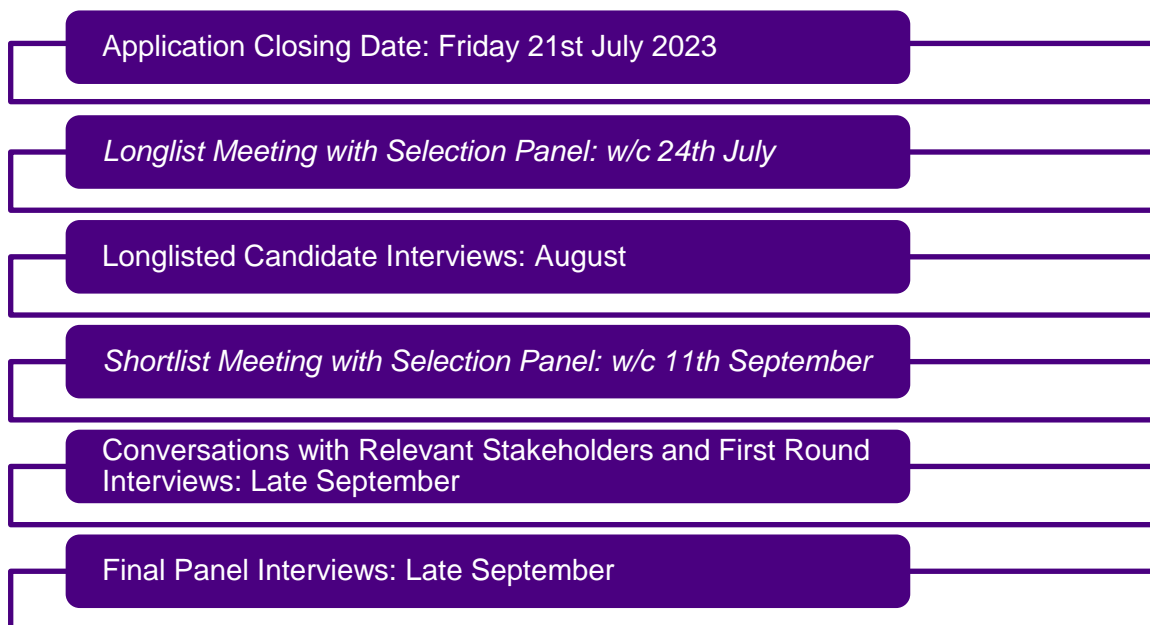 Application Closing Date: Friday 21st July 2023
Longlist Meeting with Selection Panel: w/c 24th July
Longlisted Candidate Interviews: August
Shortlist Meeting with Selection Panel: w/c 11th September
Conversations with Relevant Stakeholders and First Round
Interviews: Late September
Final Panel Interviews: Late September